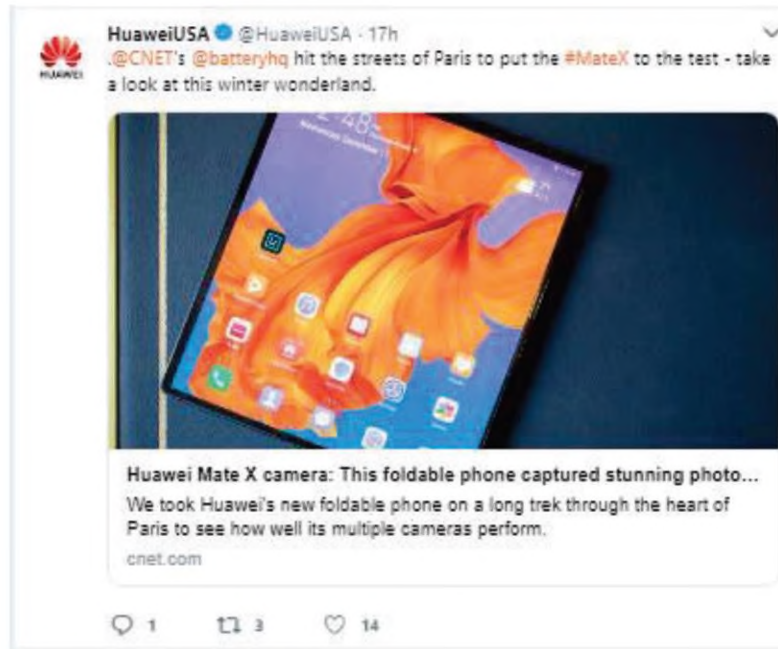 HuaweiUSA @HuaweiUSA · 17h
.@CNET's @batteryhq hit the streets of Paris to put the #MateX to the test - take
a look at this winter wonderland.
HUAWEI
48
Huawei Mate X camera: This foldable phone captured stunning photo...
We took Huawei's new foldable phone on a long trek through the heart of
Paris to see how well its multiple cameras perform.
cnet.com
1 3 14